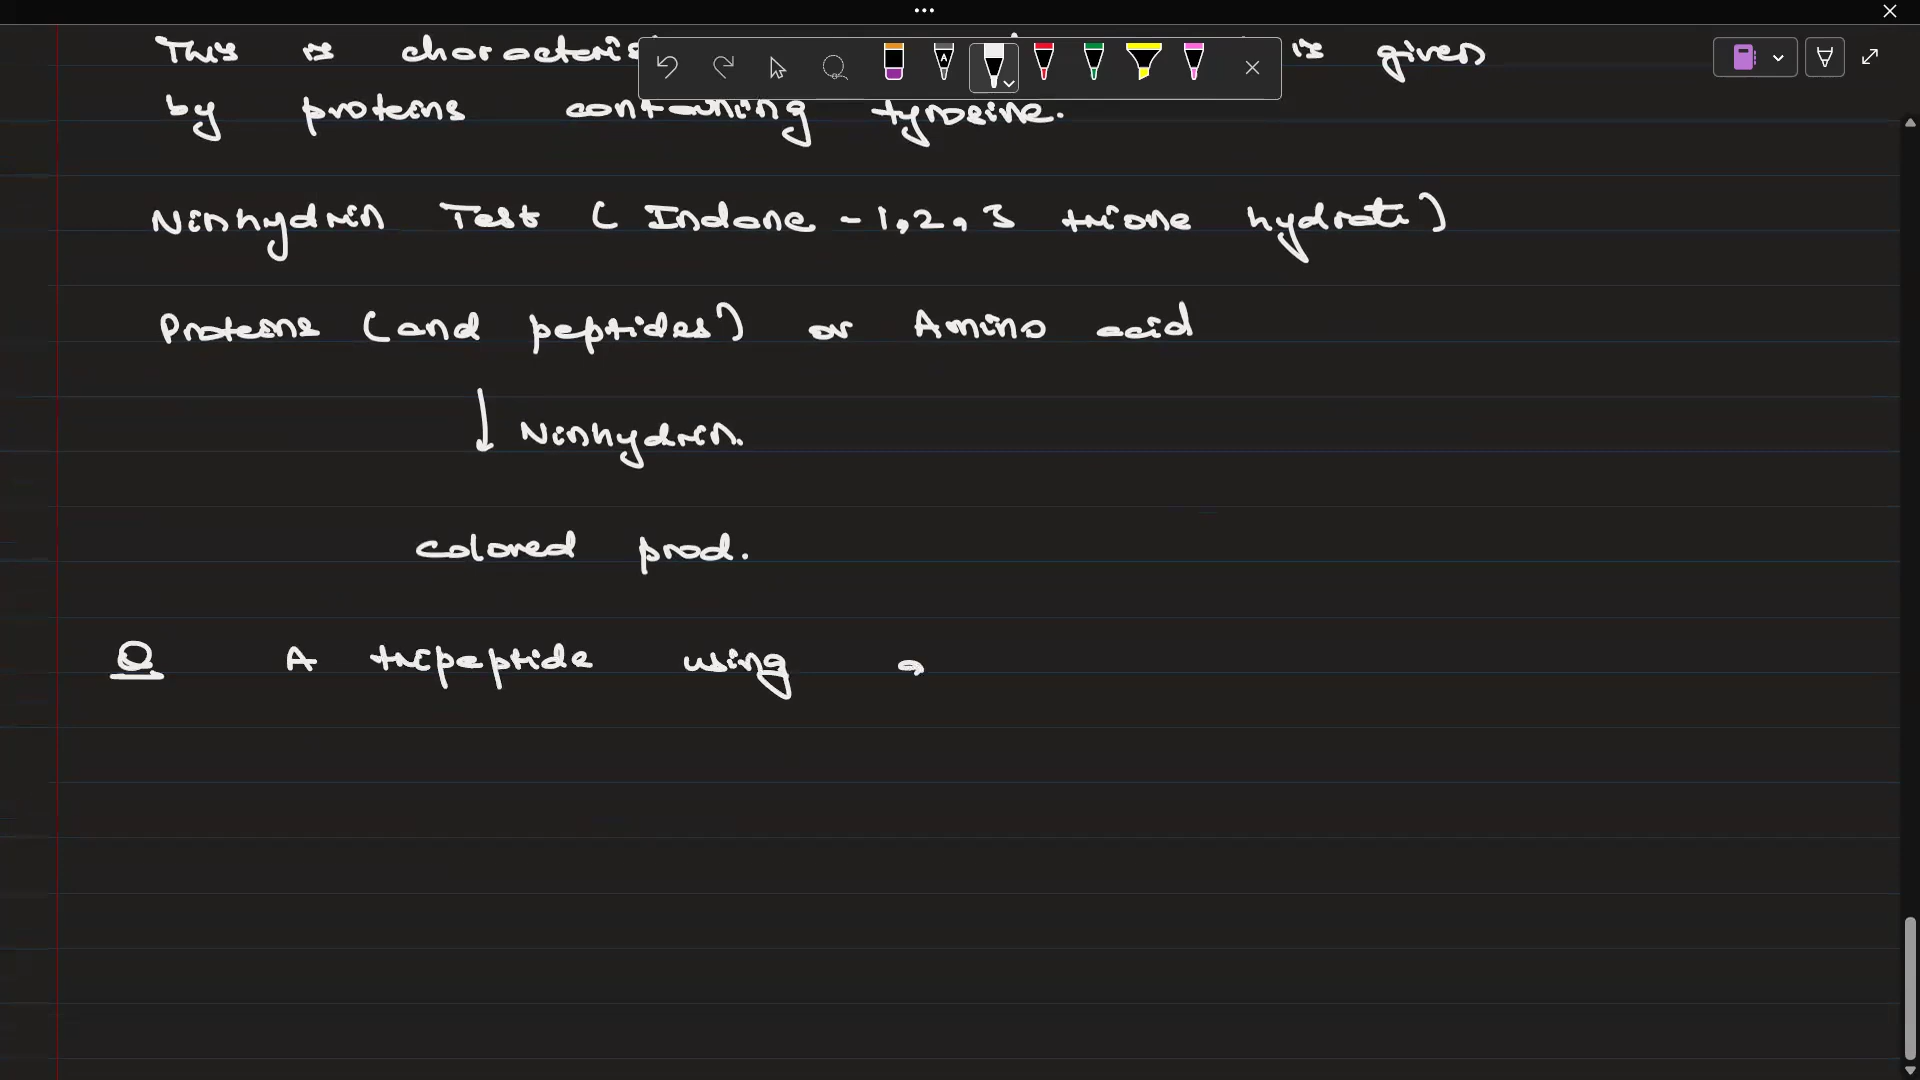 This is
is given
by proteins containing tyrosine.
Ninhydrin Test ( Indane - 1,2,3 trione hydrate )
Proteins (and peptides) or Amino acid
↓ Ninhydrin.
colored prod.
Q A tripeptide using